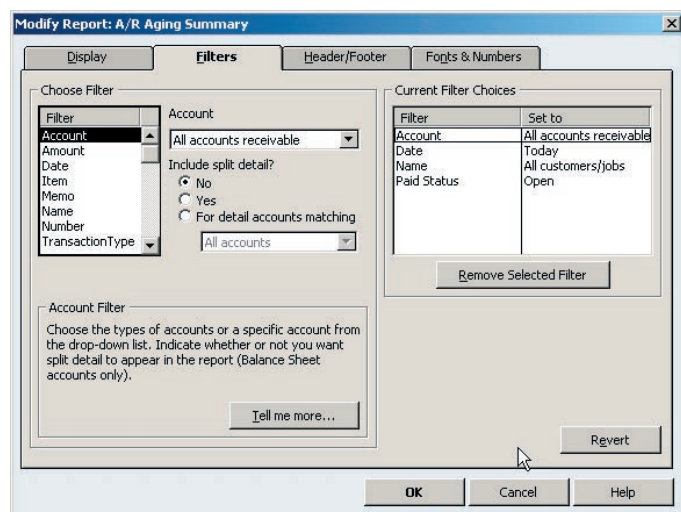 Modify Report: A/R Aging Summary
Display
Filters
Header/Footer
Fonts & Numbers
Choose Filter
Filter
Account
Amount
Date
Item
Memo
Name
Number
TransactionType
Account
All accounts receivable
Include split detail?
No
Yes
For detail accounts matching
All accounts
Account Filter
Choose the types of accounts or a specific account from
the drop-down list. Indicate whether or not you want
split detail to appear in the report (Balance Sheet
accounts only).
Tell me more...
Current Filter Choices
Filter Set to
Account All accounts receivable
Date Today
Name All customers/jobs
Paid Status Open
Remove Selected Filter
Revert
OK
Cancel
Help